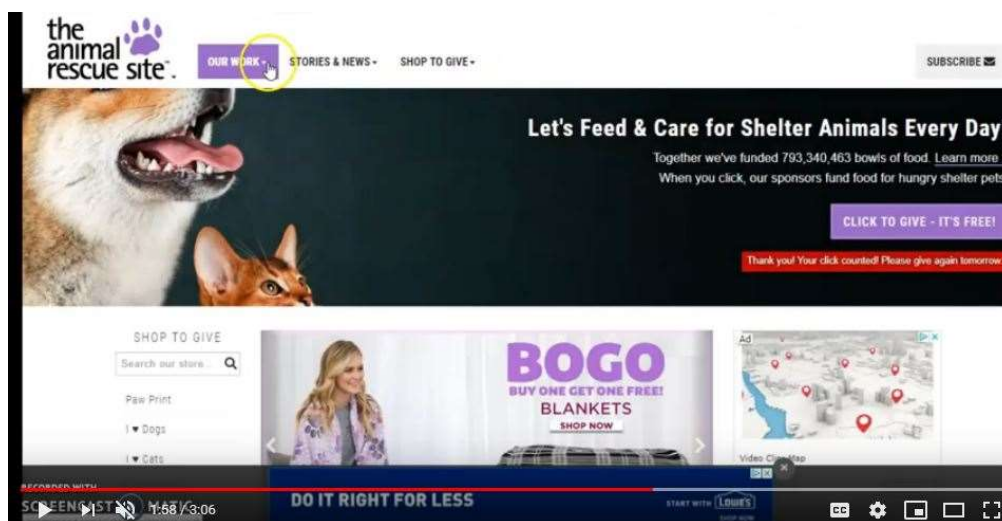 the
animal
rescue site
OUR WORK
STORIES & NEWS
SHOP TO GIVE
SUBSCRIBE
Let's Feed & Care for Shelter Animals Every Day
Together we've funded 793,340,463 bowls of food. Learn more
When you click, our sponsors fund food for hungry shelter pets
CLICK TO GIVE - IT'S FREE!
Thank you! Your click counted! Please give again tomorrow
SHOP TO GIVE
Search our store
Paw Print
I ♥ Dogs
I ♥ Cats
BOGO
BUY ONE GET ONE FREE!
BLANKETS
SHOP NOW
Ad
Video Clip Map
RECORDED WITH
SCREENCAST MATIC
DO IT RIGHT FOR LESS
START WITH LOWE'S
SHOP NOW
1:58 / 3:06
CC